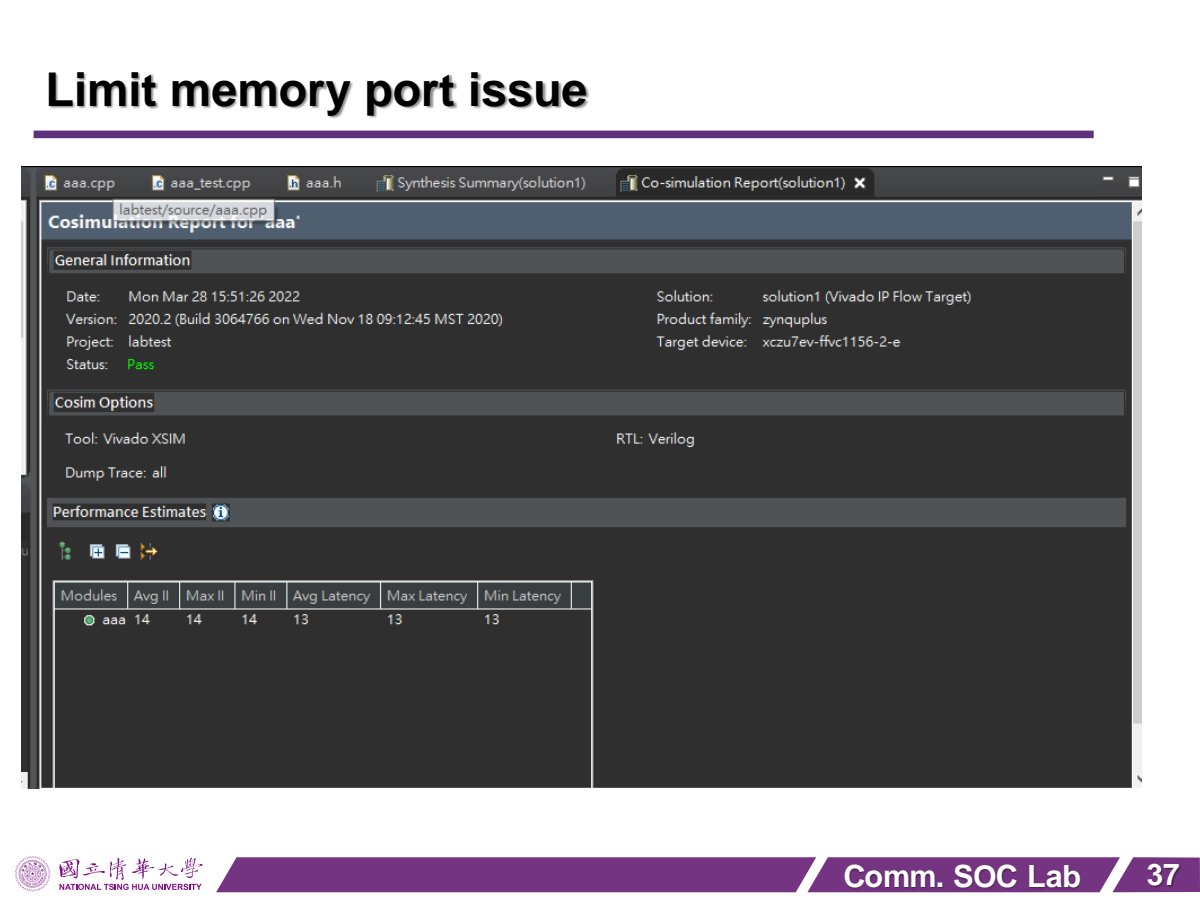 Limit memory port issue
aaa.cpp aaa_test.cpp aaa.h Synthesis Summary(solution1) Co-simulation Report(solution1)
labtest/source/aaa.cpp
Cosimulation Report for 'aaa'
General Information
Date: Mon Mar 28 15:51:26 2022 Solution: solution1 (Vivado IP Flow Target)
Version: 2020.2 (Build 3064766 on Wed Nov 18 09:12:45 MST 2020) Product family: zynquplus
Project: labtest Target device: xczu7ev-ffvc1156-2-e
Status: Pass
Cosim Options
Tool: Vivado XSIM RTL: Verilog
Dump Trace: all
Performance Estimates
Modules Avg II Max II Min II Avg Latency Max Latency Min Latency
aaa 14 14 14 13 13 13
國立清華大學
NATIONAL TSING HUA UNIVERSITY
Comm. SOC Lab 37